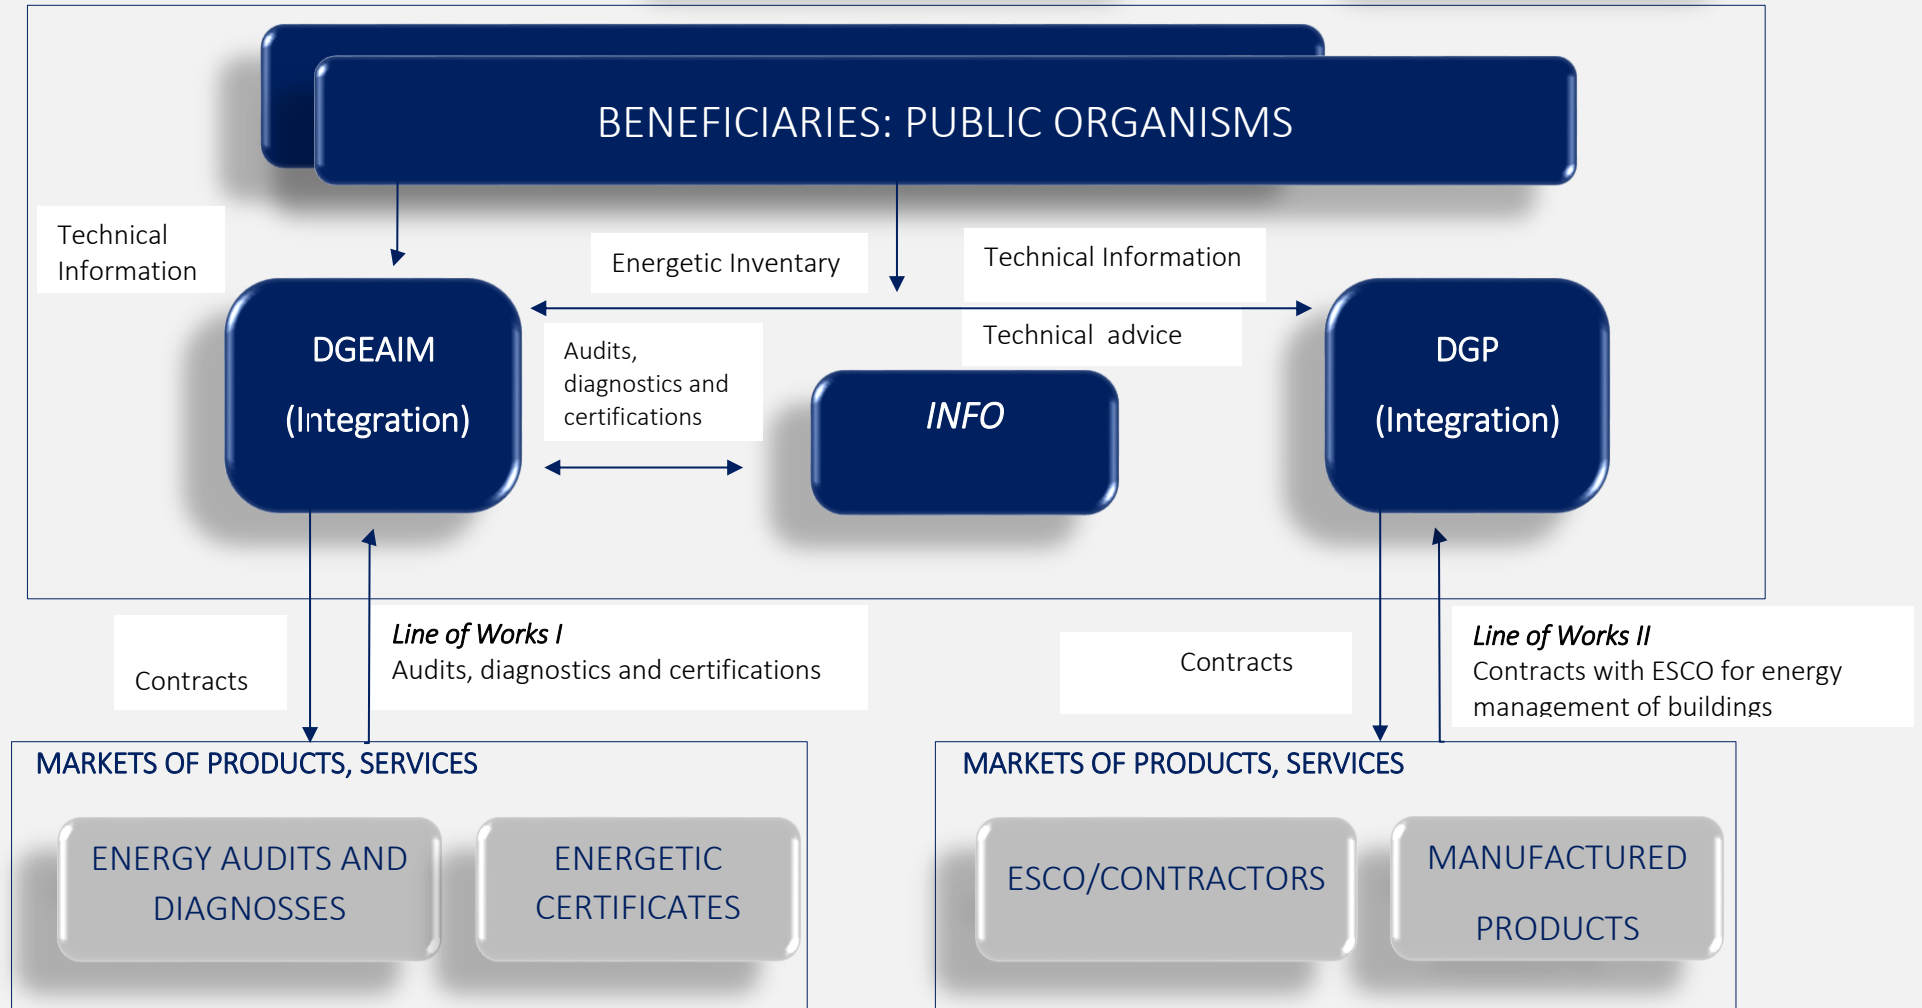 BENEFICIARIES: PUBLIC ORGANISMS
Technical
Information
Energetic Inventary
Technical Information
Technical advice
DGEAIM
(Integration)
Audits,
diagnostics and
certifications
INFO
DGP
(Integration)
Contracts
Line of Works I
Audits, diagnostics and certifications
Contracts
Line of Works II
Contracts with ESCO for energy
management of buildings
MARKETS OF PRODUCTS, SERVICES
ENERGY AUDITS AND
DIAGNOSSES
ENERGETIC
CERTIFICATES
MARKETS OF PRODUCTS, SERVICES
ESCO/CONTRACTORS
MANUFACTURED
PRODUCTS